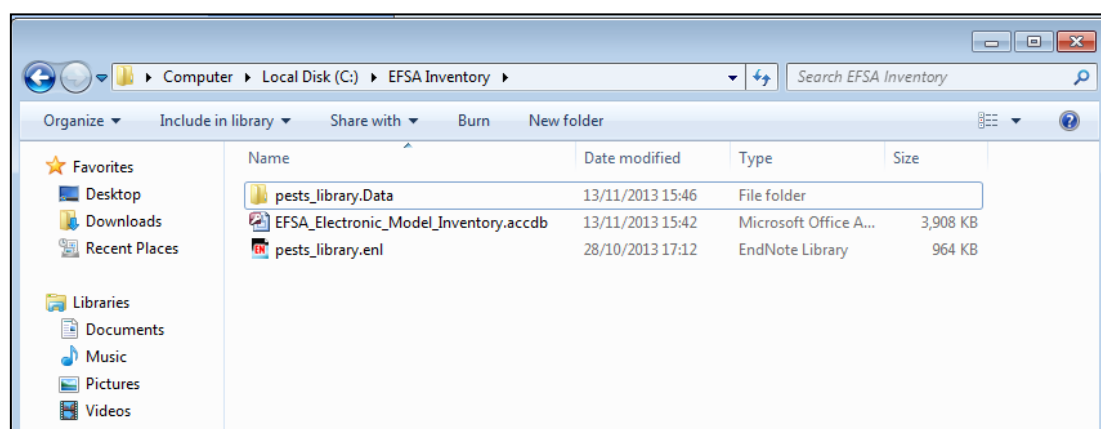 Computer Local Disk (C:) EFSA Inventory Search EFSA Inventory
Organize Include in library Share with Burn New folder
Favorites
Desktop
Downloads
Recent Places
Libraries
Documents
Music
Pictures
Videos
Name Date modified Type Size
pests_library.Data 13/11/2013 15:46 File folder
EFSA_Electronic_Model_Inventory.accdb 13/11/2013 15:42 Microsoft Office A... 3,908 KB
EN pests_library.enl 28/10/2013 17:12 EndNote Library 964 KB